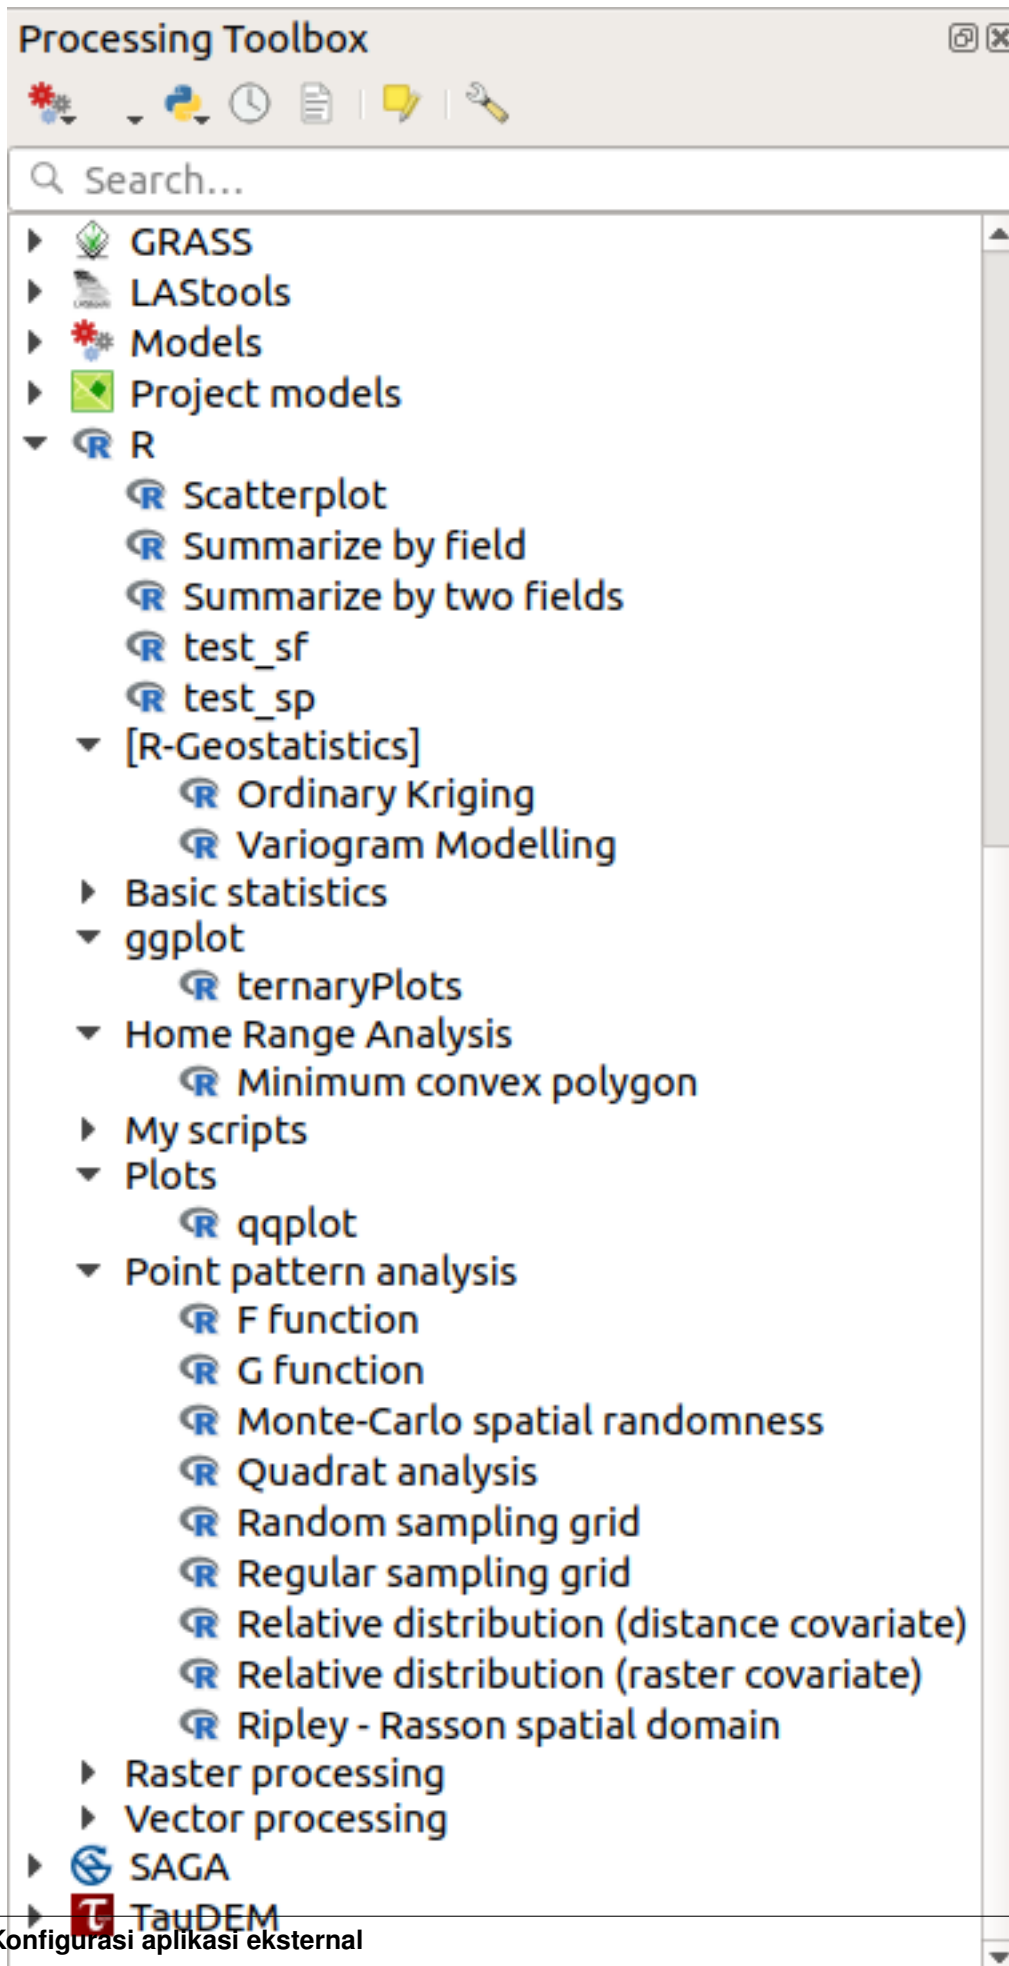 Processing Toolbox
Search...
GRASS
LAStools
Models
Project models
R
Scatterplot
Summarize by field
Summarize by two fields
test_sf
test_sp
[R-Geostatistics]
Ordinary Kriging
Variogram Modelling
Basic statistics
ggplot
ternaryPlots
Home Range Analysis
Minimum convex polygon
My scripts
Plots
qqplot
Point pattern analysis
F function
G function
Monte-Carlo spatial randomness
Quadrat analysis
Random sampling grid
Regular sampling grid
Relative distribution (distance covariate)
Relative distribution (raster covariate)
Ripley - Rasson spatial domain
Raster processing
Vector processing
SAGA
TauDEM
Konfigurasi aplikasi eksternal